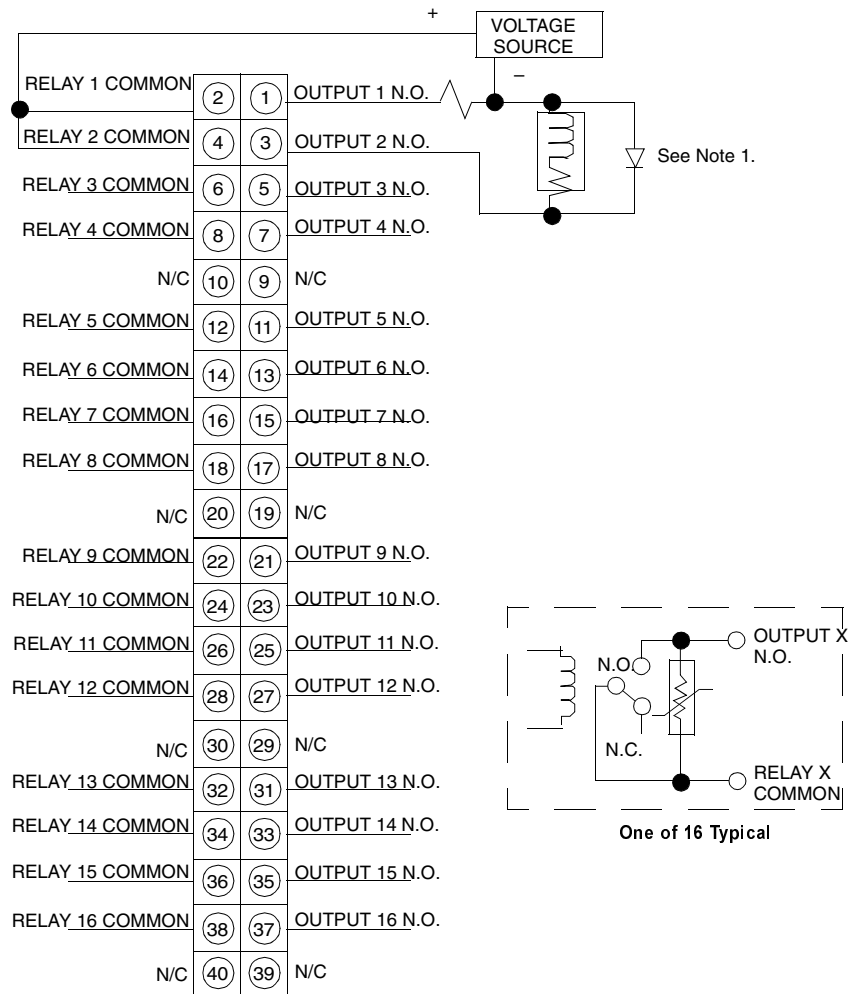 +
VOLTAGE
SOURCE
–
RELAY 1 COMMON 2 1 OUTPUT 1 N.O.
RELAY 2 COMMON 4 3 OUTPUT 2 N.O.
See Note 1.
RELAY 3 COMMON 6 5 OUTPUT 3 N.O.
RELAY 4 COMMON 8 7 OUTPUT 4 N.O.
N/C 10 9 N/C
RELAY 5 COMMON 12 11 OUTPUT 5 N.O.
RELAY 6 COMMON 14 13 OUTPUT 6 N.O.
RELAY 7 COMMON 16 15 OUTPUT 7 N.O.
RELAY 8 COMMON 18 17 OUTPUT 8 N.O.
N/C 20 19 N/C
RELAY 9 COMMON 22 21 OUTPUT 9 N.O.
RELAY 10 COMMON 24 23 OUTPUT 10 N.O.
RELAY 11 COMMON 26 25 OUTPUT 11 N.O.
RELAY 12 COMMON 28 27 OUTPUT 12 N.O.
N/C 30 29 N/C
RELAY 13 COMMON 32 31 OUTPUT 13 N.O.
RELAY 14 COMMON 34 33 OUTPUT 14 N.O.
RELAY 15 COMMON 36 35 OUTPUT 15 N.O.
RELAY 16 COMMON 38 37 OUTPUT 16 N.O.
N/C 40 39 N/C
OUTPUT X
N.O.
N.O.
N.C.
RELAY X
COMMON
One of 16 Typical